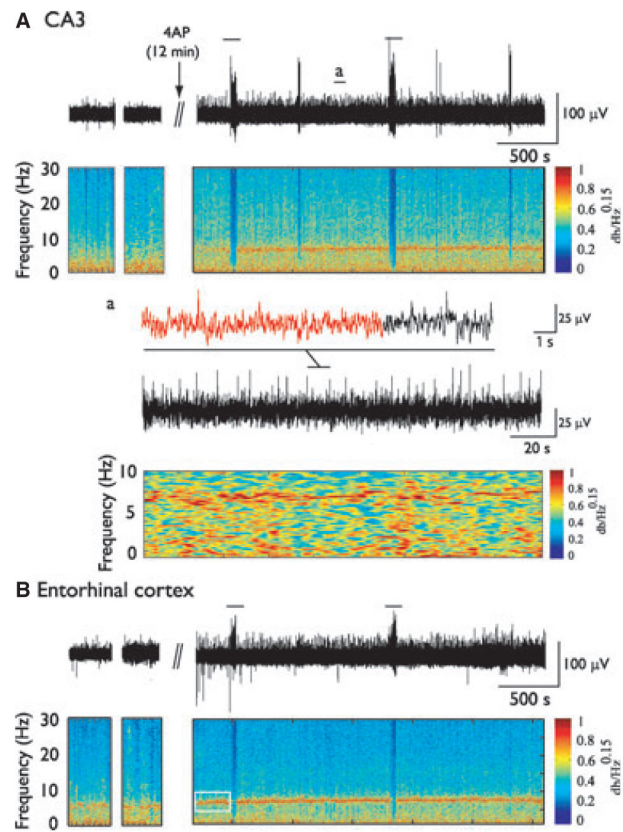 A CA3
4AP
(12 min)
a
100 µV
500 s
Frequency (Hz)
30
20
10
0
1
0.8
0.6
0.4
0.2
0
0.15
db/Hz
a
25 µV
1 s
25 µV
20 s
Frequency (Hz)
10
5
0
1
0.8
0.6
0.4
0.2
0
0.15
db/Hz
B Entorhinal cortex
100 µV
500 s
Frequency (Hz)
30
20
10
0
1
0.8
0.6
0.4
0.2
0
0.15
db/Hz